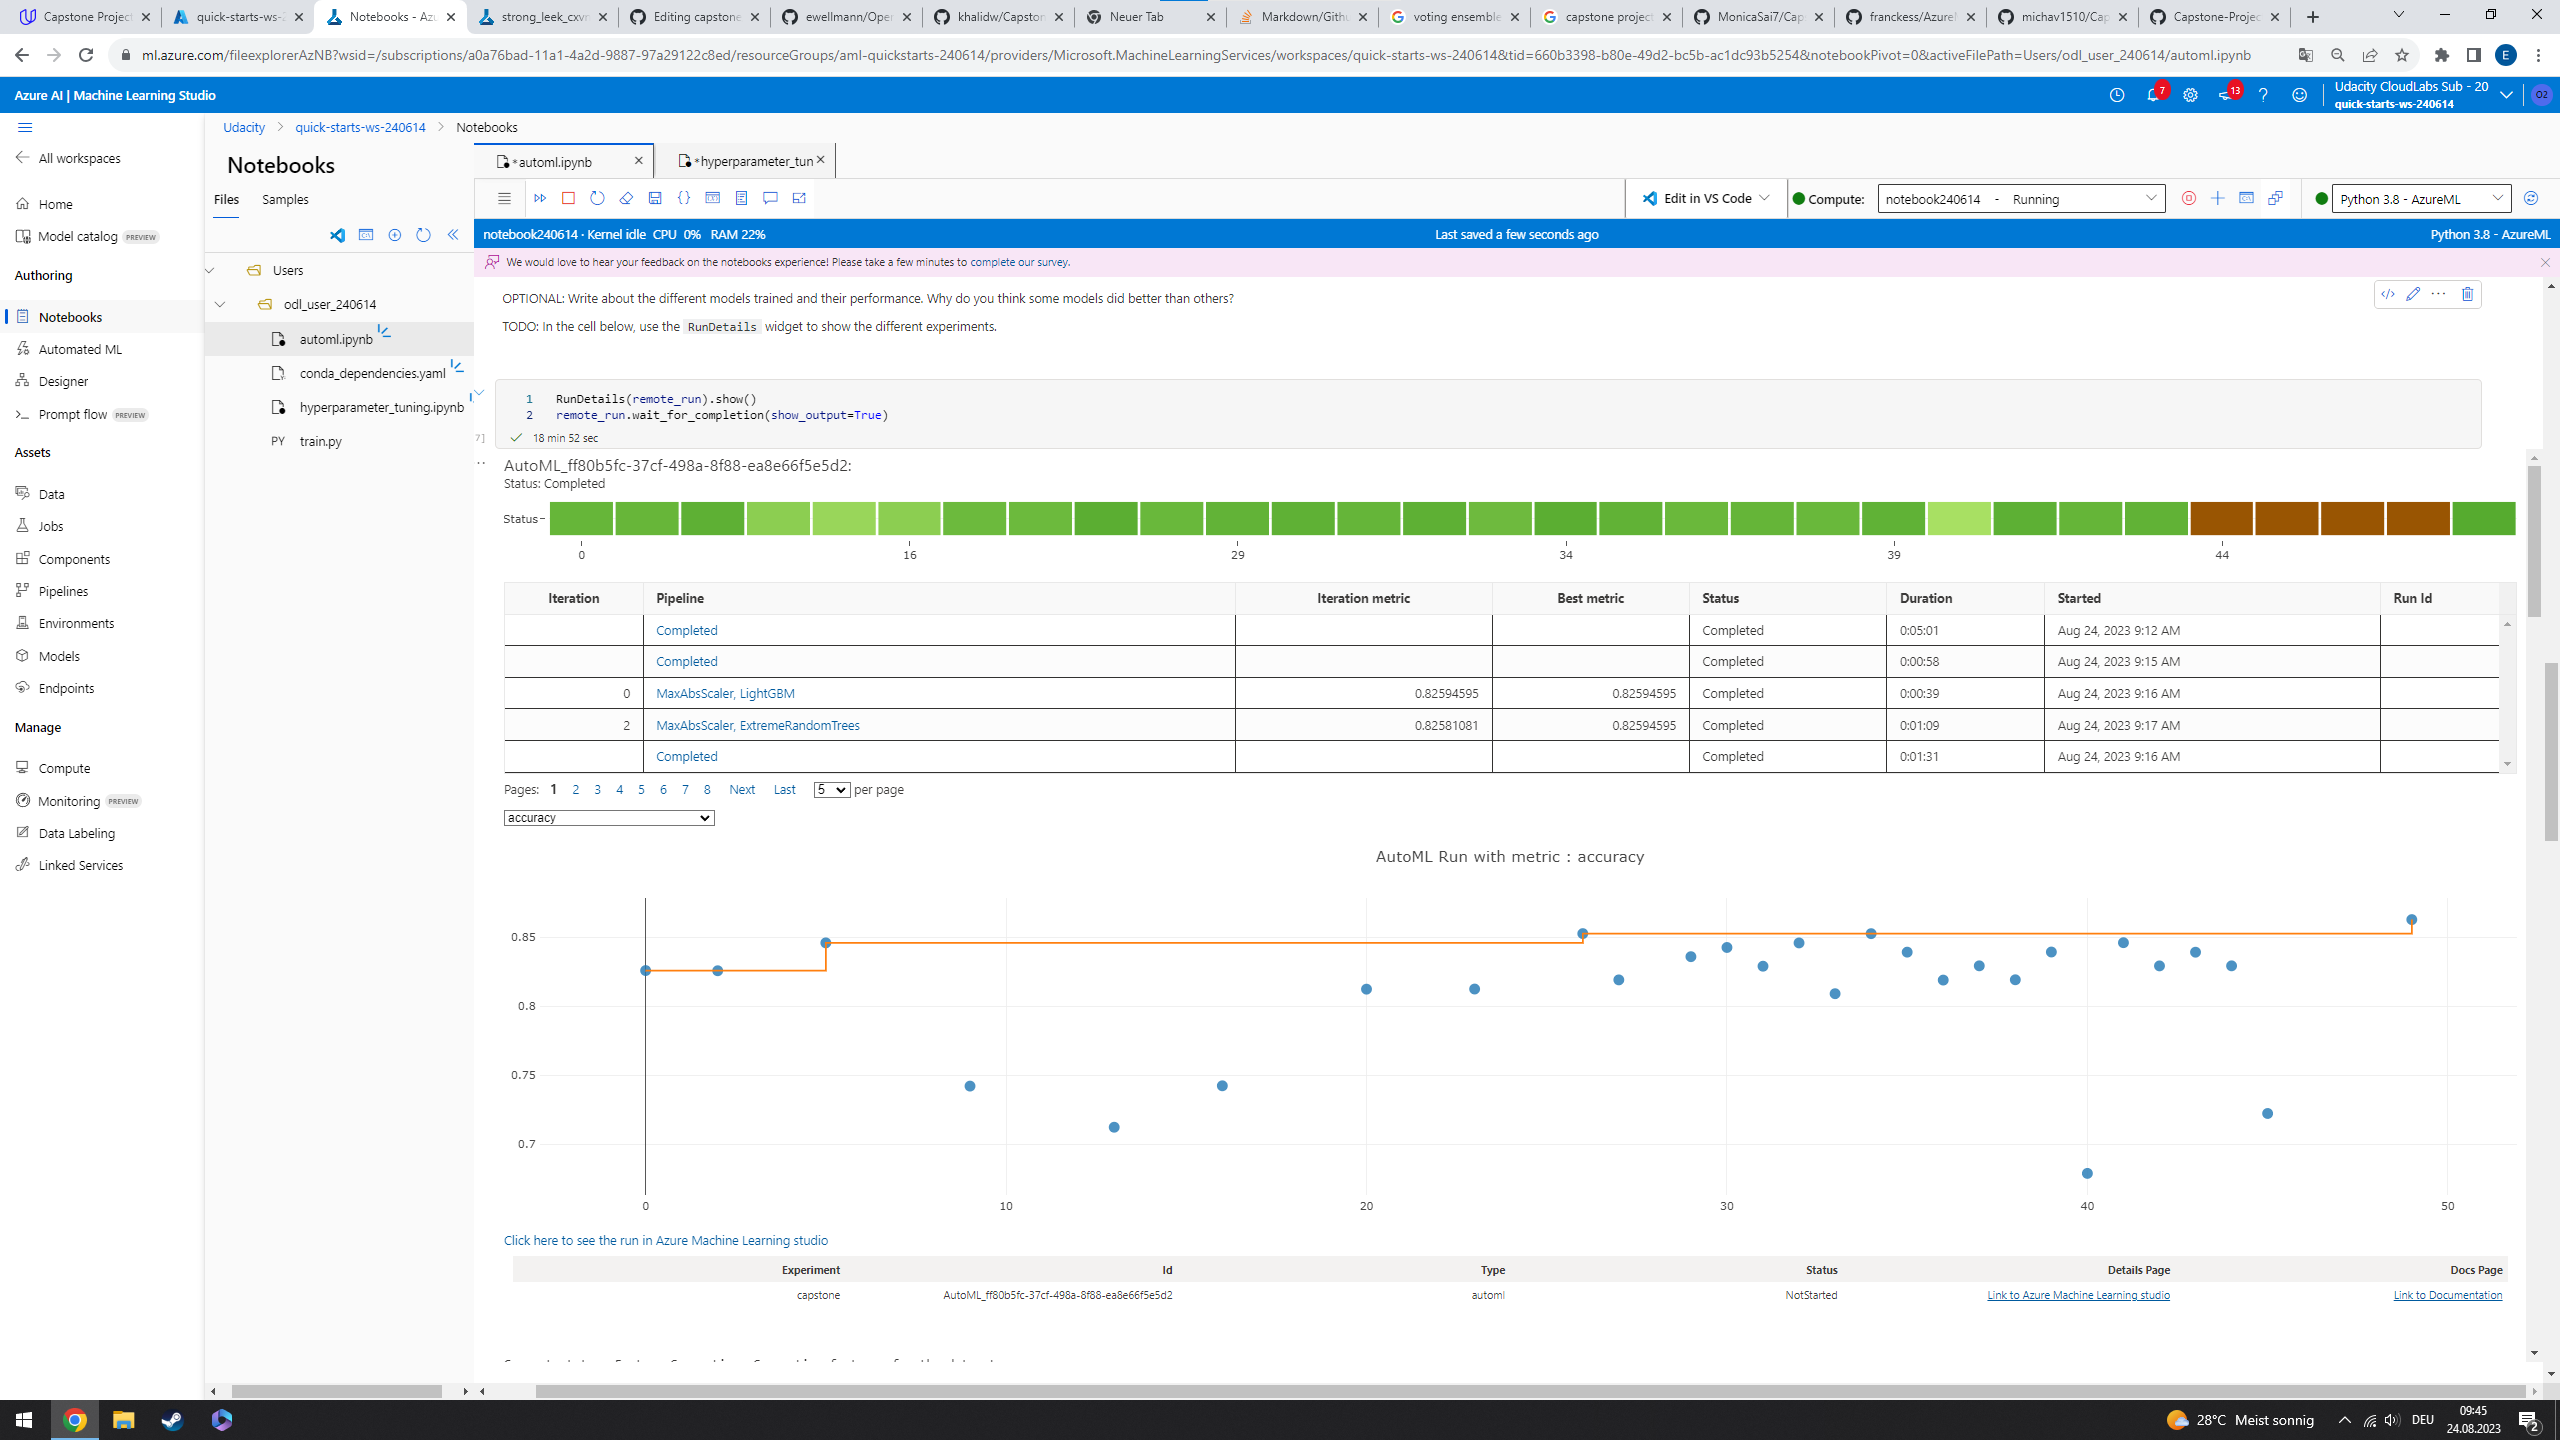 Capstone Project
quick-starts-ws-2
Notebooks - Azu
strong_leek_cxvn
Editing capstone
ewellmann/Oper
khalidw/Capston
Neuer Tab
Markdown/Githu
voting ensemble
capstone project
MonicaSai7/Cap
franckess/AzureM
michav1510/Cap
Capstone-Projec
ml.azure.com/fileexplorerAzNB?wsid=/subscriptions/a0a76bad-11a1-4a2d-9887-97a29122c8ed/resourceGroups/aml-quickstarts-240614/providers/Microsoft.MachineLearningServices/workspaces/quick-starts-ws-240614&tid=660b3398-b80e-49d2-bc5b-ac1dc93b5254&notebookPivot=0&activeFilePath=Users/odl_user_240614/automl.ipynb
E
Azure AI | Machine Learning Studio
7
13
Udacity CloudLabs Sub - 20
quick-starts-ws-240614
O2
All workspaces
Home
Model catalog PREVIEW
Authoring
Notebooks
Automated ML
Designer
Prompt flow PREVIEW
Assets
Data
Jobs
Components
Pipelines
Environments
Models
Endpoints
Manage
Compute
Monitoring PREVIEW
Data Labeling
Linked Services
Udacity > quick-starts-ws-240614 > Notebooks
Notebooks
Files Samples
Users
odl_user_240614
automl.ipynb
conda_dependencies.yaml
hyperparameter_tuning.ipynb
PY train.py
*automl.ipynb
*hyperparameter_tun
Edit in VS Code
Compute: notebook240614 - Running
Python 3.8 - AzureML
notebook240614 · Kernel idle CPU 0% RAM 22%
Last saved a few seconds ago
Python 3.8 - AzureML
We would love to hear your feedback on the notebooks experience! Please take a few minutes to complete our survey.
OPTIONAL: Write about the different models trained and their performance. Why do you think some models did better than others?
TODO: In the cell below, use the RunDetails widget to show the different experiments.
1 RunDetails(remote_run).show()
2 remote_run.wait_for_completion(show_output=True)
7]
18 min 52 sec
AutoML_ff80b5fc-37cf-498a-8f88-ea8e66f5e5d2:
Status: Completed
Status
0 16 29 34 39 44
Iteration Pipeline Iteration metric Best metric Status Duration Started Run Id
Completed Completed 0:05:01 Aug 24, 2023 9:12 AM
Completed Completed 0:00:58 Aug 24, 2023 9:15 AM
0 MaxAbsScaler, LightGBM 0.82594595 0.82594595 Completed 0:00:39 Aug 24, 2023 9:16 AM
2 MaxAbsScaler, ExtremeRandomTrees 0.82581081 0.82594595 Completed 0:01:09 Aug 24, 2023 9:17 AM
Completed Completed 0:01:31 Aug 24, 2023 9:16 AM
Pages: 1 2 3 4 5 6 7 8 Next Last 5 per page
accuracy
AutoML Run with metric : accuracy
0.85
0.8
0.75
0.7
0 10 20 30 40 50
Click here to see the run in Azure Machine Learning studio
Experiment Id Type Status Details Page Docs Page
capstone AutoML_ff80b5fc-37cf-498a-8f88-ea8e66f5e5d2 automl NotStarted Link to Azure Machine Learning studio Link to Documentation
28°C Meist sonnig
DEU
09:45
24.08.2023
2